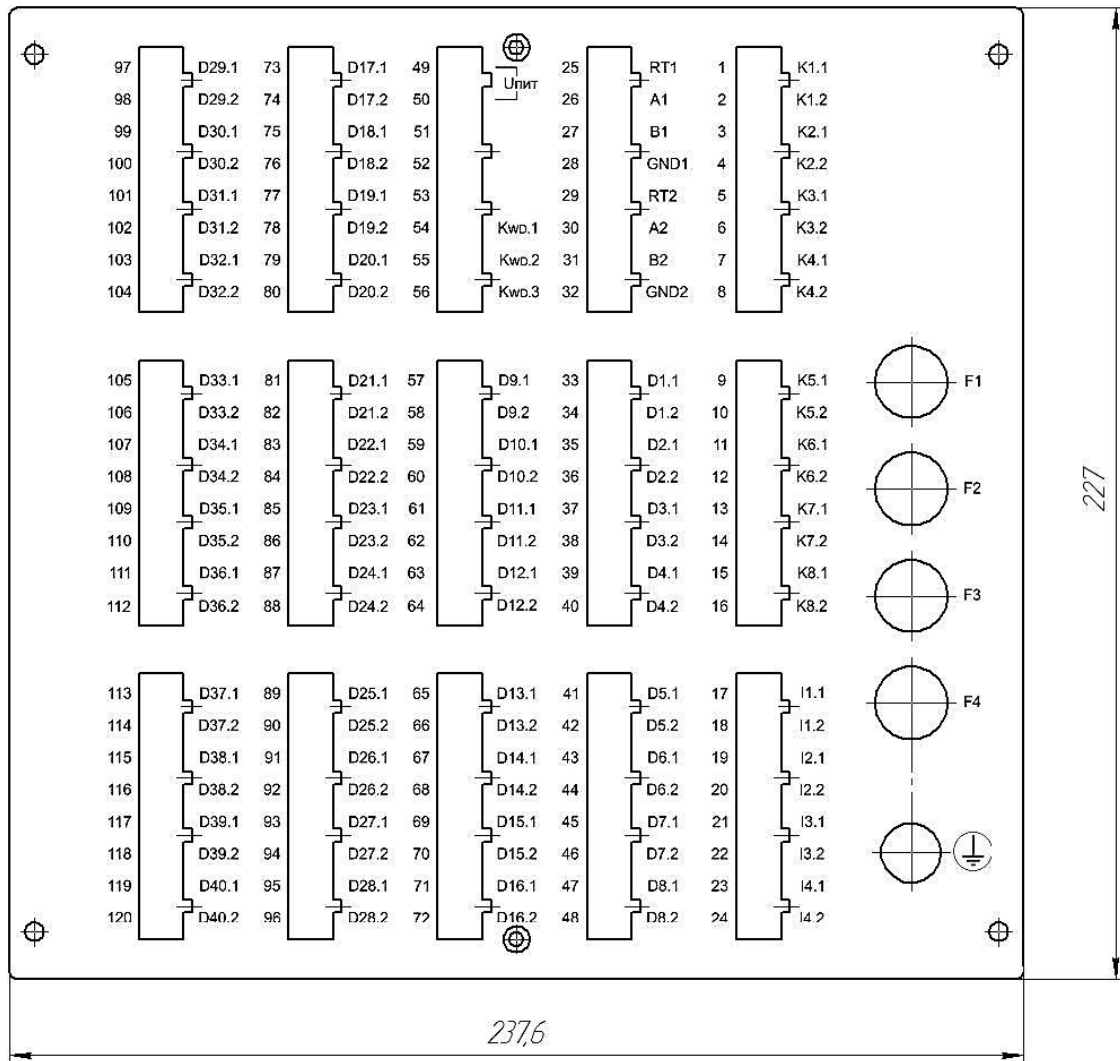 97 D29.1 73 D17.1 49 Uпит 25 RT1 1 K1.1
98 D29.2 74 D17.2 50 26 A1 2 K1.2
99 D30.1 75 D18.1 51 27 B1 3 K2.1
100 D30.2 76 D18.2 52 28 GND1 4 K2.2
101 D31.1 77 D19.1 53 29 RT2 5 K3.1
102 D31.2 78 D19.2 54 KWD.1 30 A2 6 K3.2
103 D32.1 79 D20.1 55 KWD.2 31 B2 7 K4.1
104 D32.2 80 D20.2 56 KWD.3 32 GND2 8 K4.2
105 D33.1 81 D21.1 57 D9.1 33 D1.1 9 K5.1 F1
106 D33.2 82 D21.2 58 D9.2 34 D1.2 10 K5.2
107 D34.1 83 D22.1 59 D10.1 35 D2.1 11 K6.1
108 D34.2 84 D22.2 60 D10.2 36 D2.2 12 K6.2 F2
109 D35.1 85 D23.1 61 D11.1 37 D3.1 13 K7.1
110 D35.2 86 D23.2 62 D11.2 38 D3.2 14 K7.2
111 D36.1 87 D24.1 63 D12.1 39 D4.1 15 K8.1
112 D36.2 88 D24.2 64 D12.2 40 D4.2 16 K8.2 F3
113 D37.1 89 D25.1 65 D13.1 41 D5.1 17 I1.1 F4
114 D37.2 90 D25.2 66 D13.2 42 D5.2 18 I1.2
115 D38.1 91 D26.1 67 D14.1 43 D6.1 19 I2.1
116 D38.2 92 D26.2 68 D14.2 44 D6.2 20 I2.2
117 D39.1 93 D27.1 69 D15.1 45 D7.1 21 I3.1
118 D39.2 94 D27.2 70 D15.2 46 D7.2 22 I3.2
119 D40.1 95 D28.1 71 D16.1 47 D8.1 23 I4.1
120 D40.2 96 D28.2 72 D16.2 48 D8.2 24 I4.2
227
237,6